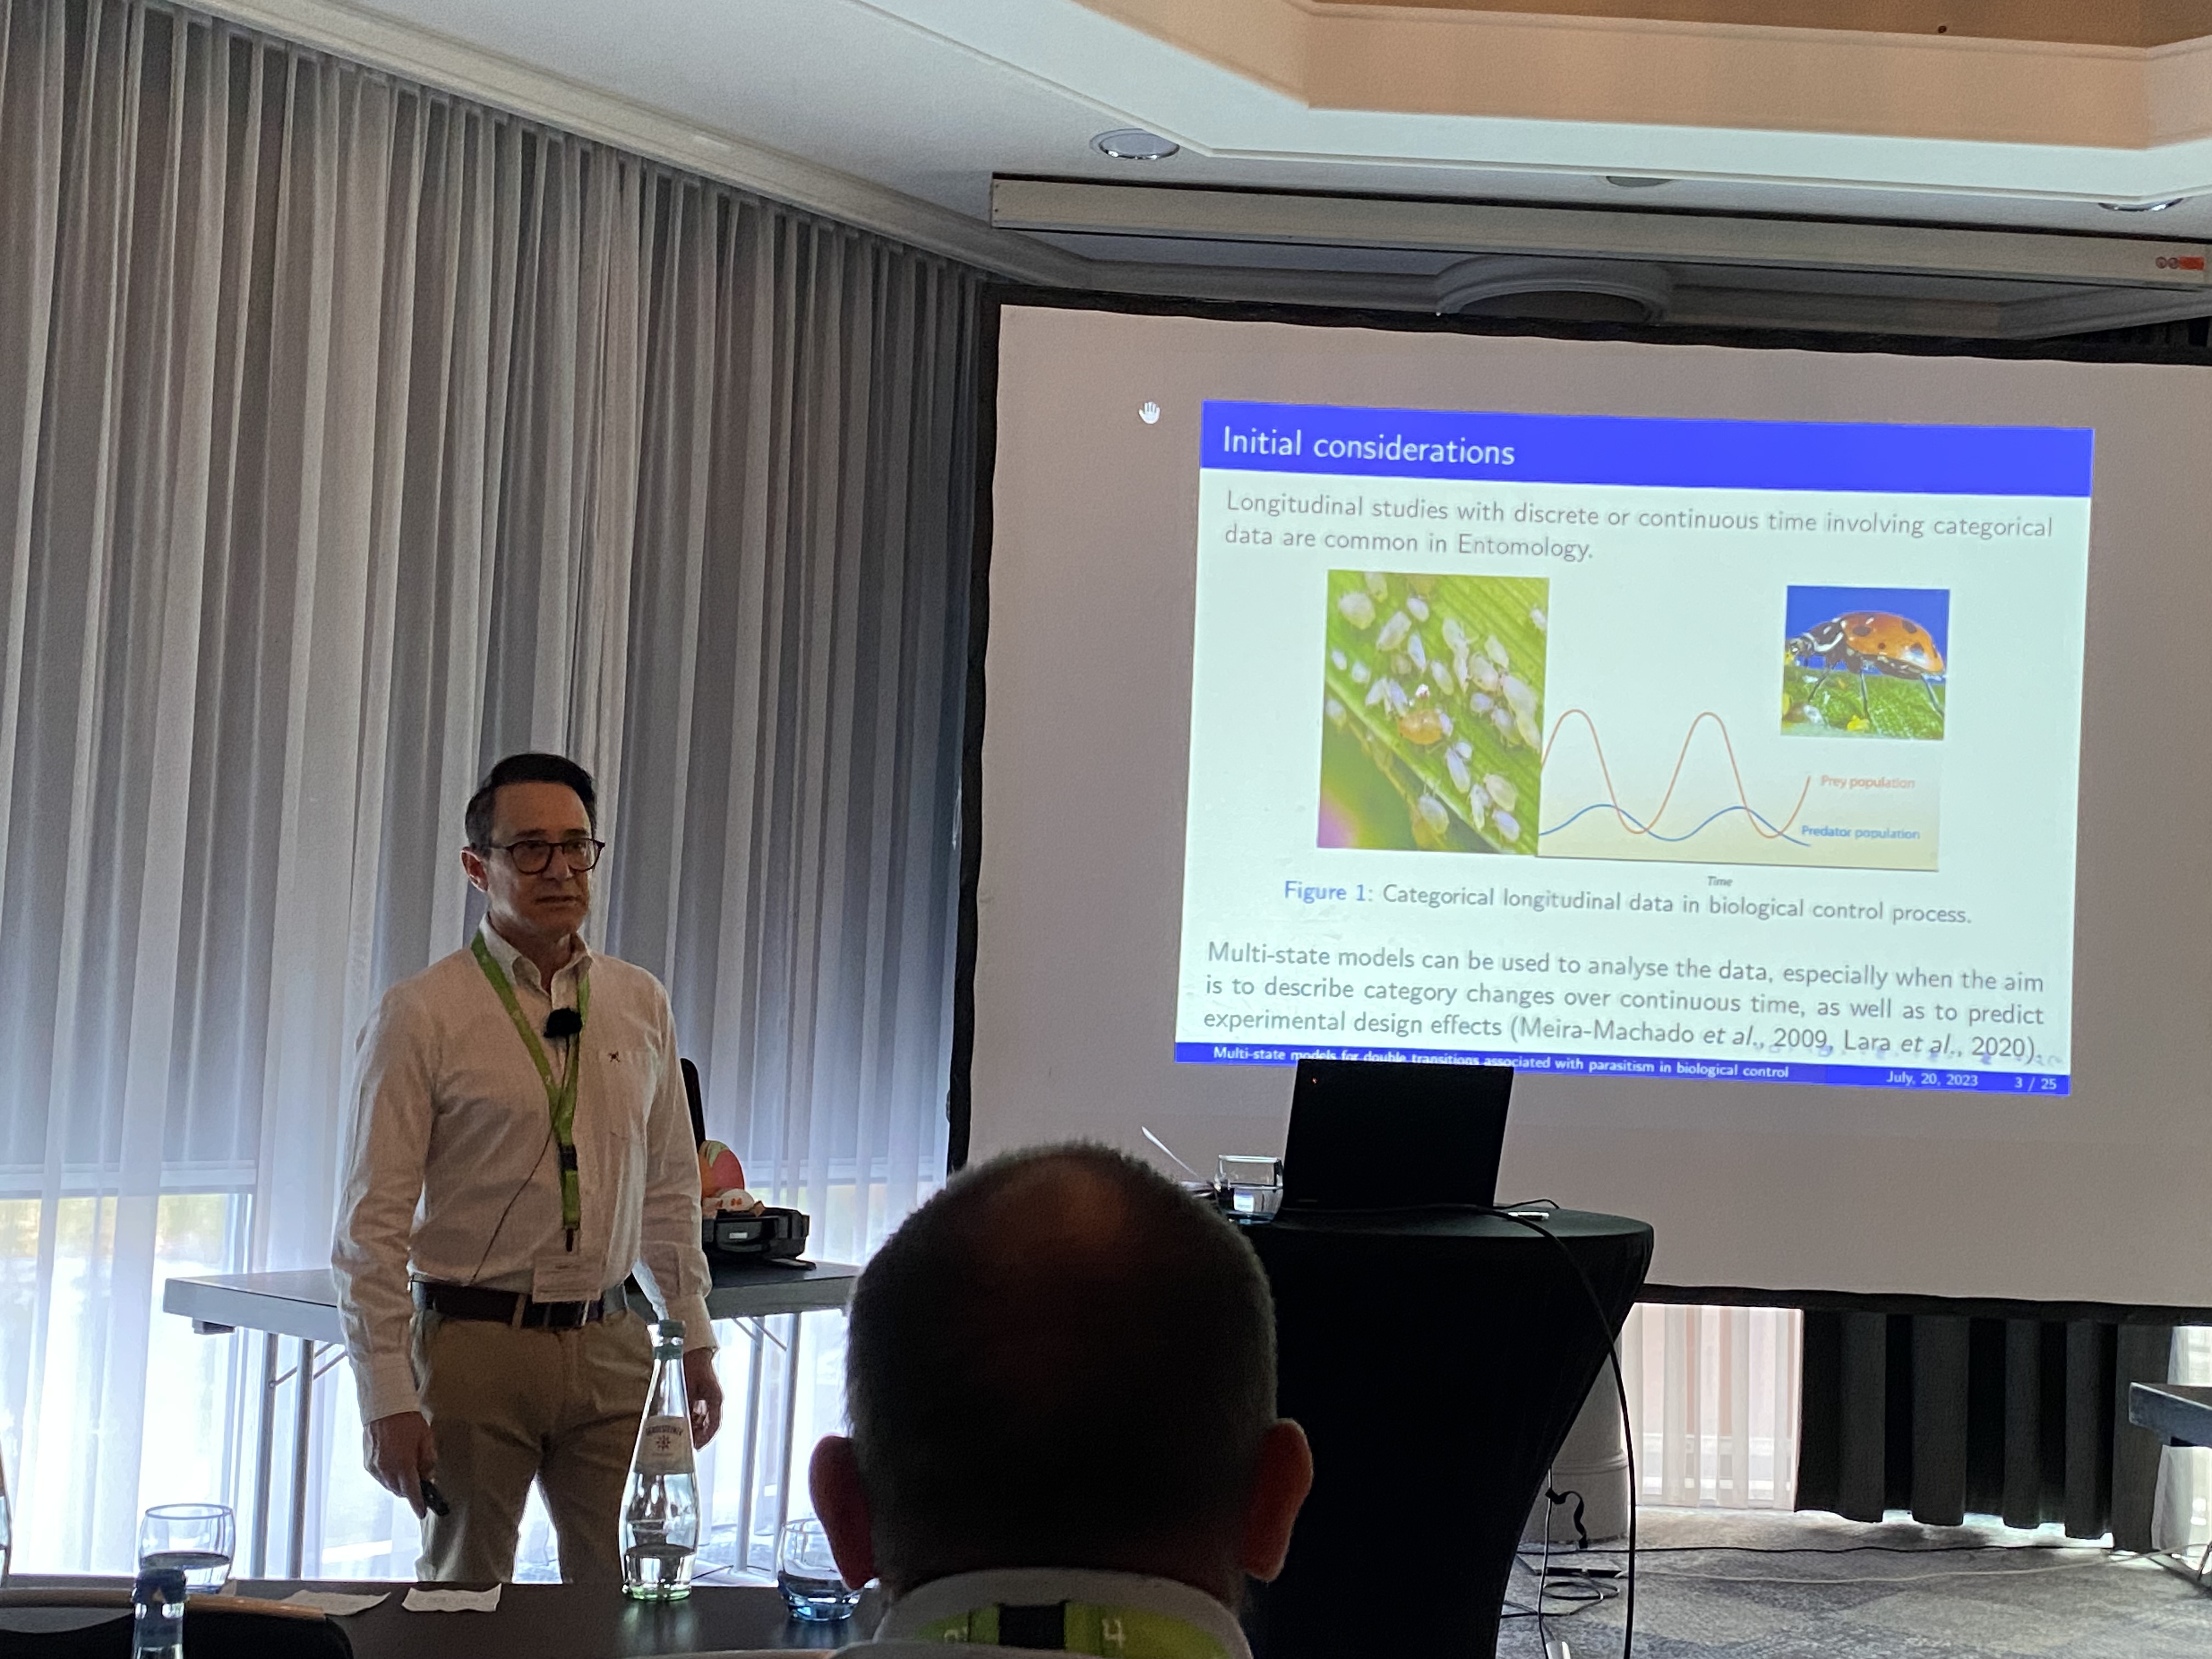 Initial considerations
Longitudinal studies with discrete or continuous time involving categorical
data are common in Entomology.
Prey population
Predator population
Time
Figure 1: Categorical longitudinal data in biological control process.
Multi-state models can be used to analyse the data, especially when the aim
is to describe category changes over continuous time, as well as to predict
experimental design effects (Meira-Machado et al., 2009, Lara et al., 2020).
Multi-state models for double transitions associated with parasitism in biological control
July, 20, 2023 3 / 25